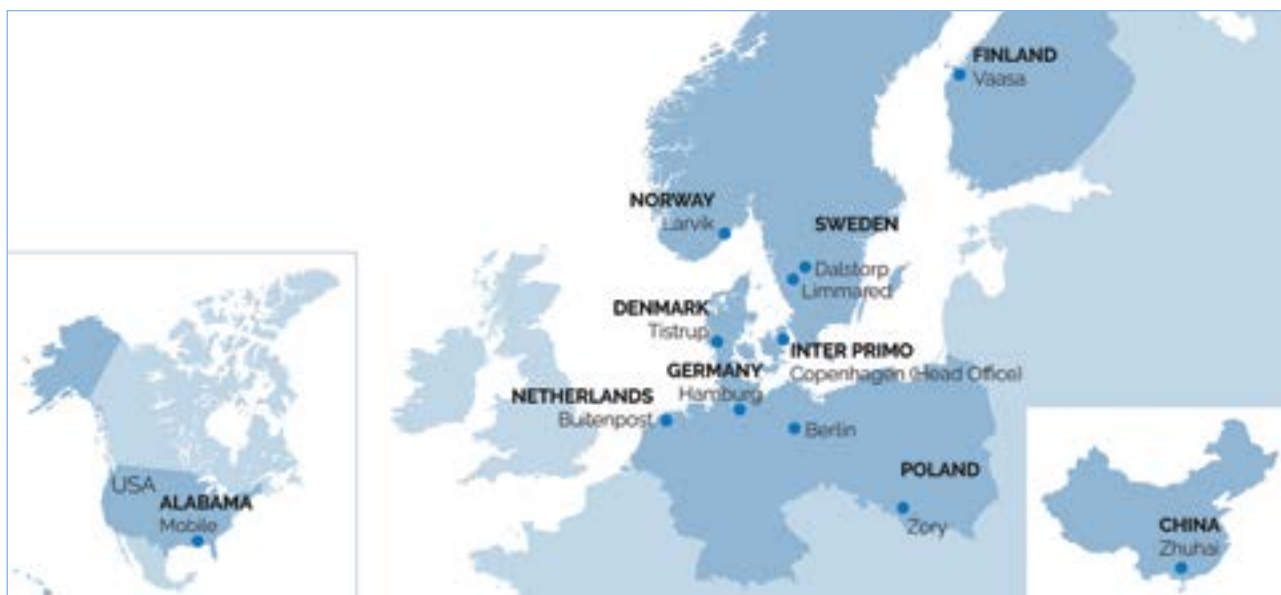 FINLAND
Vaasa
NORWAY
Larvik
SWEDEN
Dalstorp
Limmared
DENMARK
Tistrup
INTER PRIMO
Copenhagen (Head Office)
GERMANY
Hamburg
NETHERLANDS
Buitenpost
Berlin
POLAND
Zory
USA
ALABAMA
Mobile
CHINA
Zhuhai